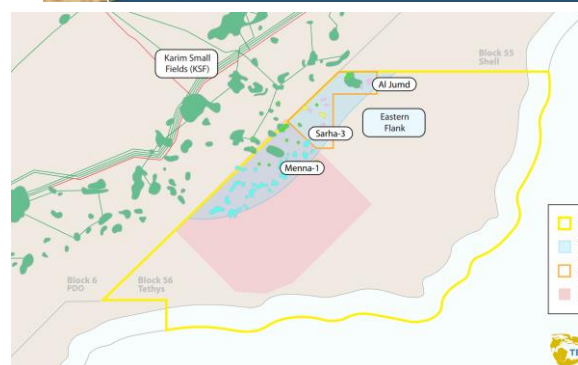 Block 55
Shell
Karim Small
Fields (KSF)
Al Jumd
Eastern
Flank
Sarha-3
Menna-1
Block 6
PDO
Block 56
Tethys